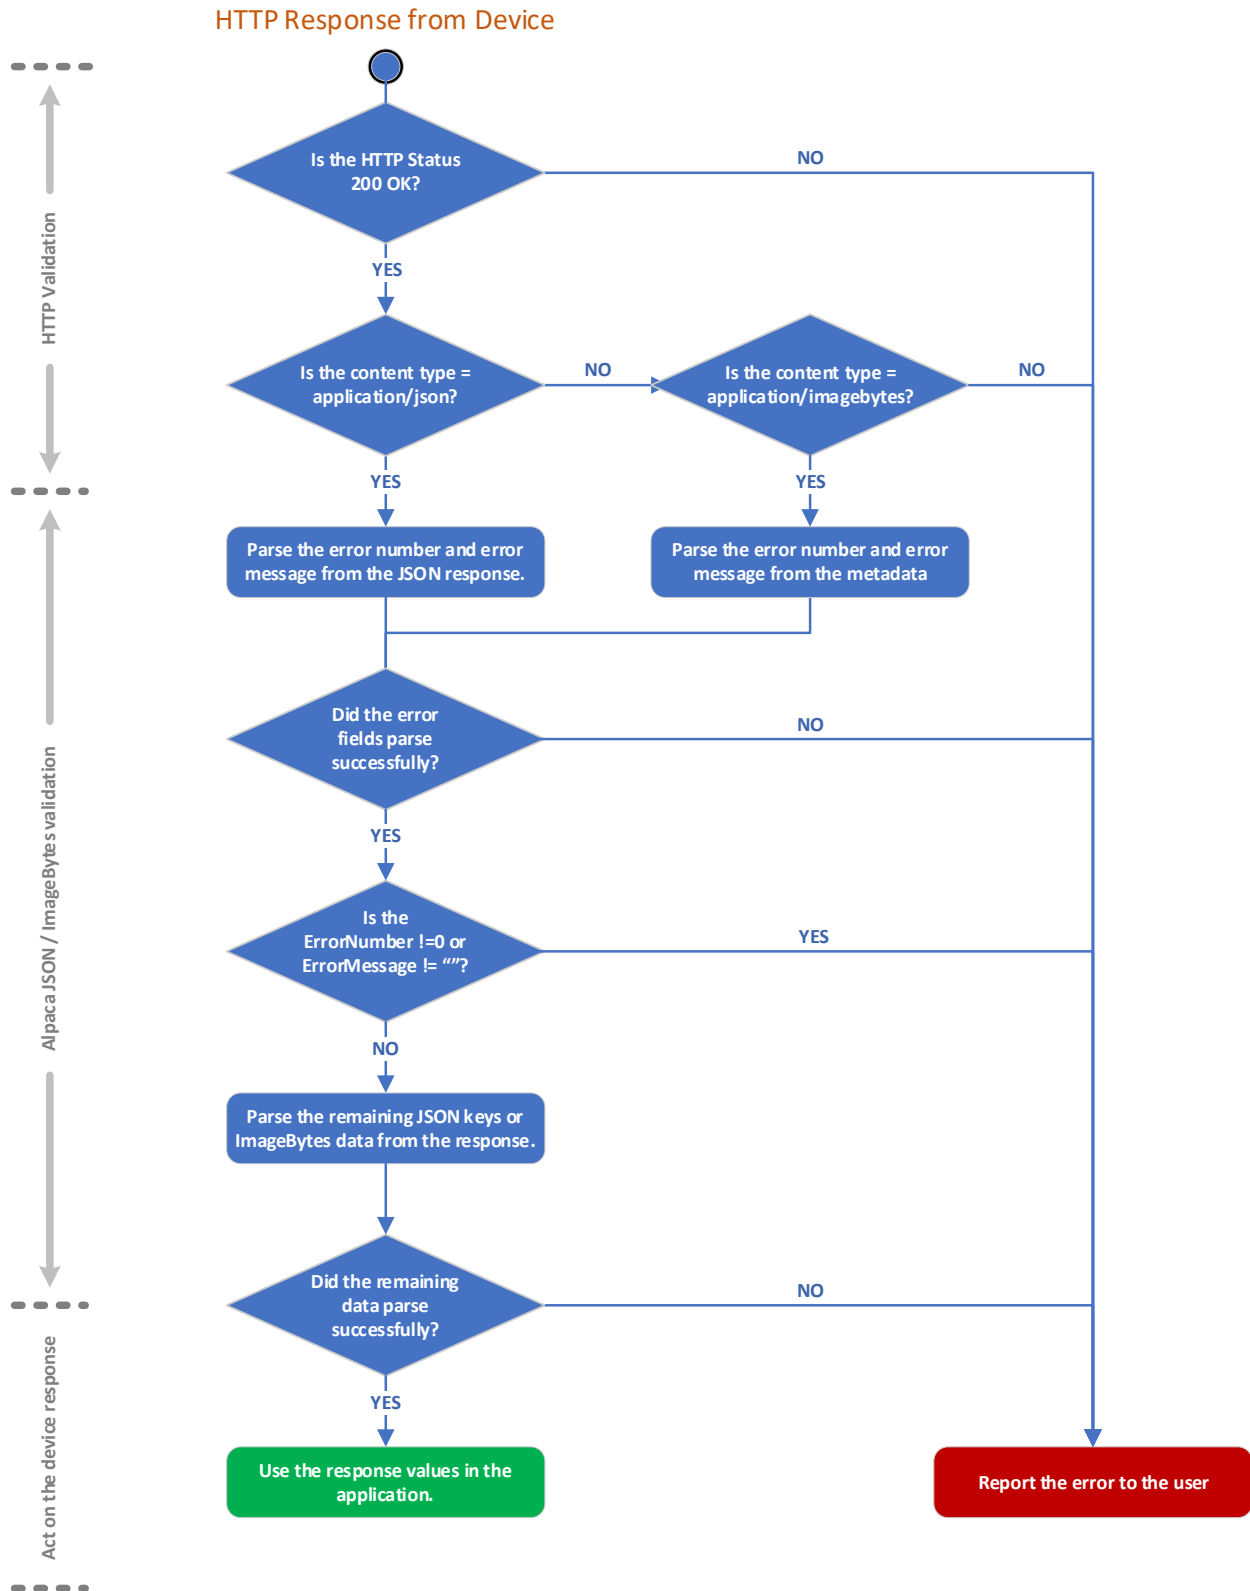 HTTP Response from Device
Is the HTTP Status
200 OK?
NO
YES
HTTP Validation
Is the content type =
application/json?
NO
Is the content type =
application/imagebytes?
NO
YES
YES
Parse the error number and error
message from the JSON response.
Parse the error number and error
message from the metadata
Did the error
fields parse
successfully?
NO
YES
Alpaca JSON / ImageBytes validation
Is the
ErrorNumber !=0 or
ErrorMessage != “”?
YES
NO
Parse the remaining JSON keys or
ImageBytes data from the response.
Did the remaining
data parse
successfully?
NO
YES
Act on the device response
Use the response values in the
application.
Report the error to the user